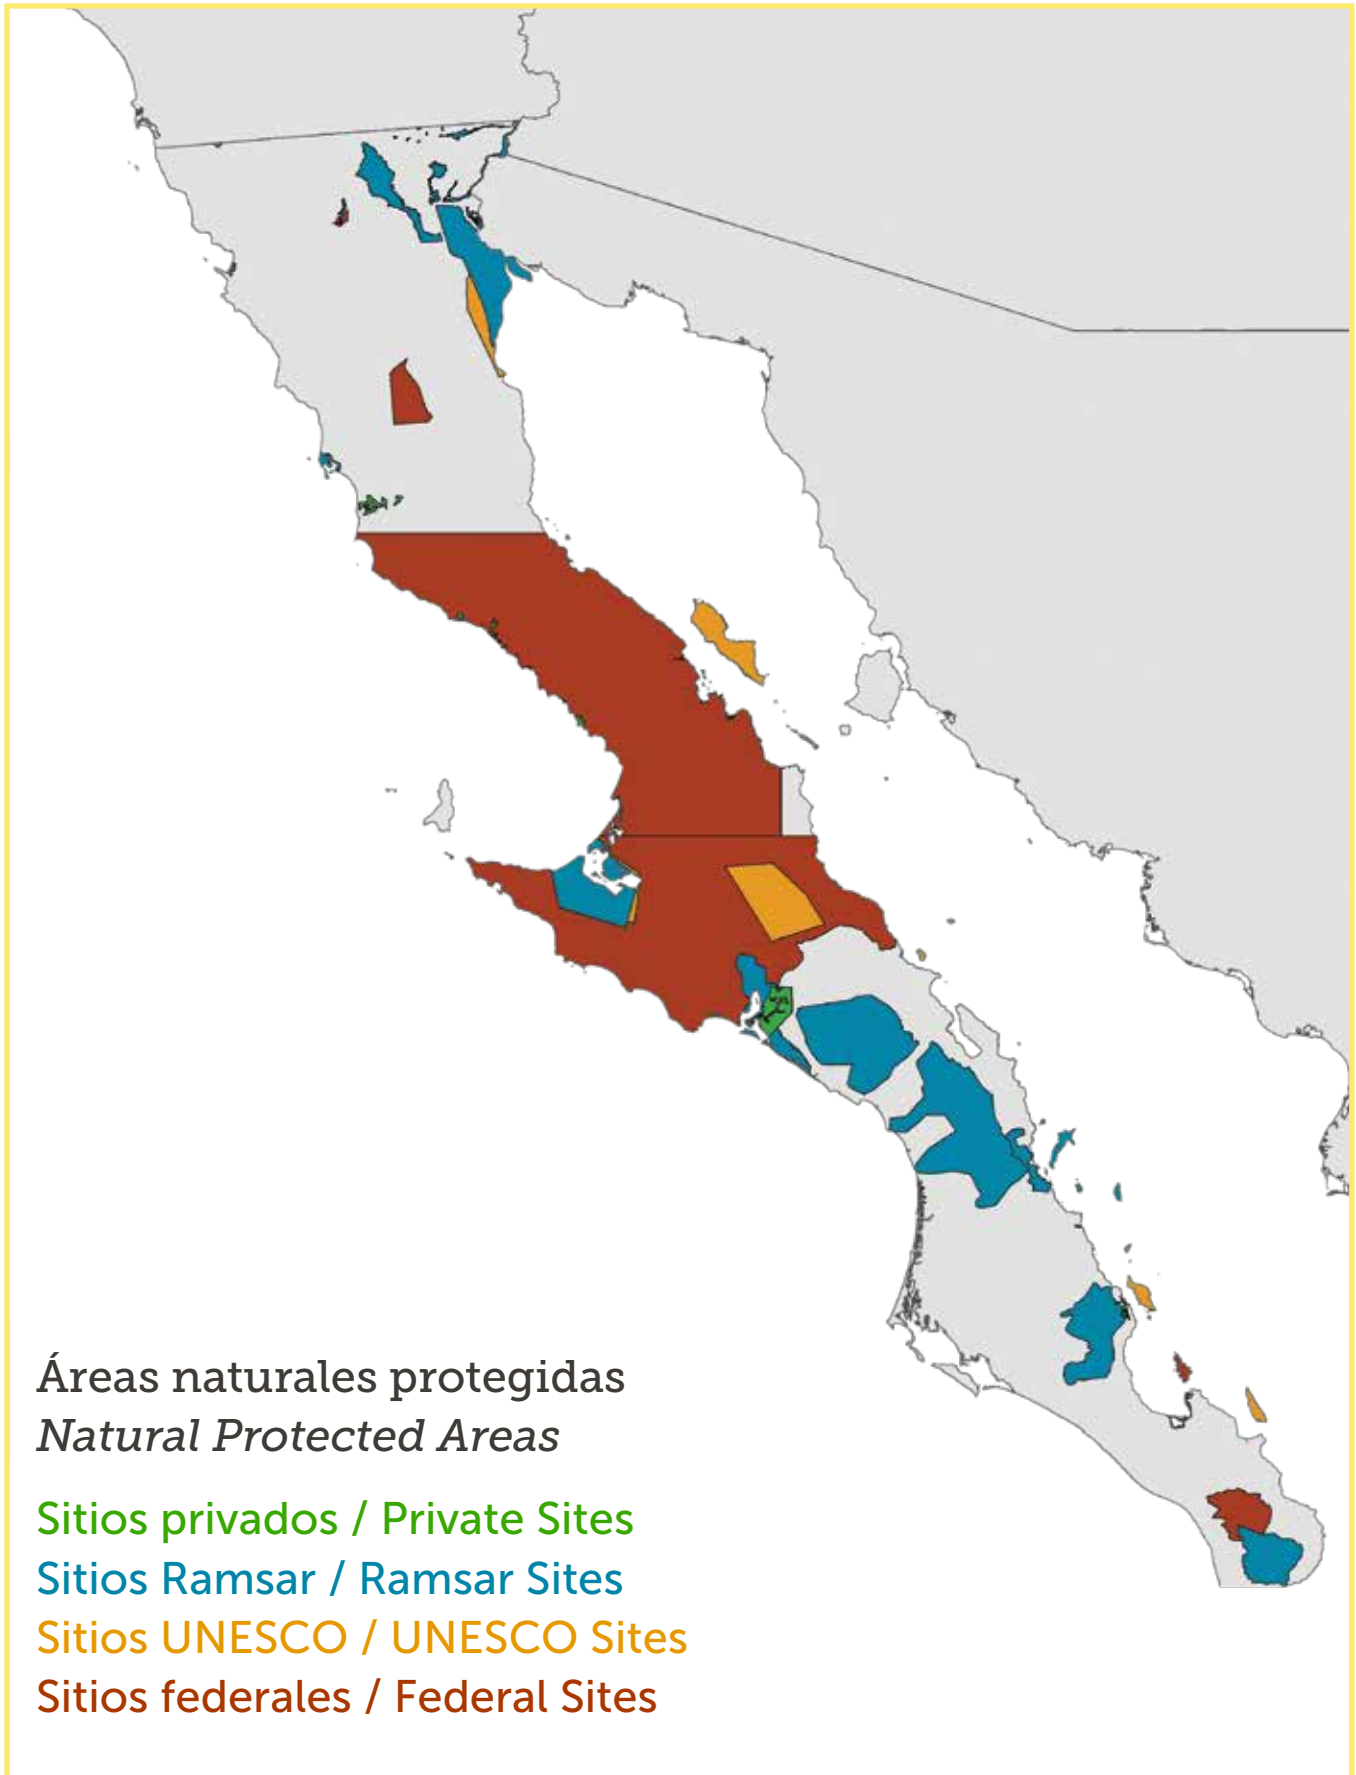 Áreas naturales protegidas
Natural Protected Areas
Sitios privados / Private Sites
Sitios Ramsar / Ramsar Sites
Sitios UNESCO / UNESCO Sites
Sitios federales / Federal Sites